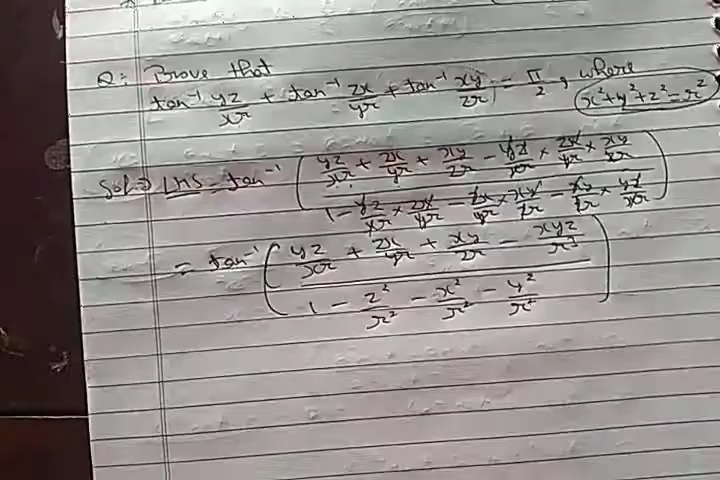 Q: Prove that
tan⁻¹ yz/xr + tan⁻¹ zx/yr + tan⁻¹ xy/zr = π/2, where x²+y²+z²=r²
Sol⇒ LHS = tan⁻¹ ( (yz/xr + zx/yr + xy/zr - yz/xr × zx/yr × xy/zr) / (1 - yz/xr × zx/yr - zx/yr × xy/zr - xy/zr × yz/xr) )
= tan⁻¹ ( (yz/xr + zx/yr + xy/zr - xyz/r³) / (1 - z²/r² - x²/r² - y²/r²) )